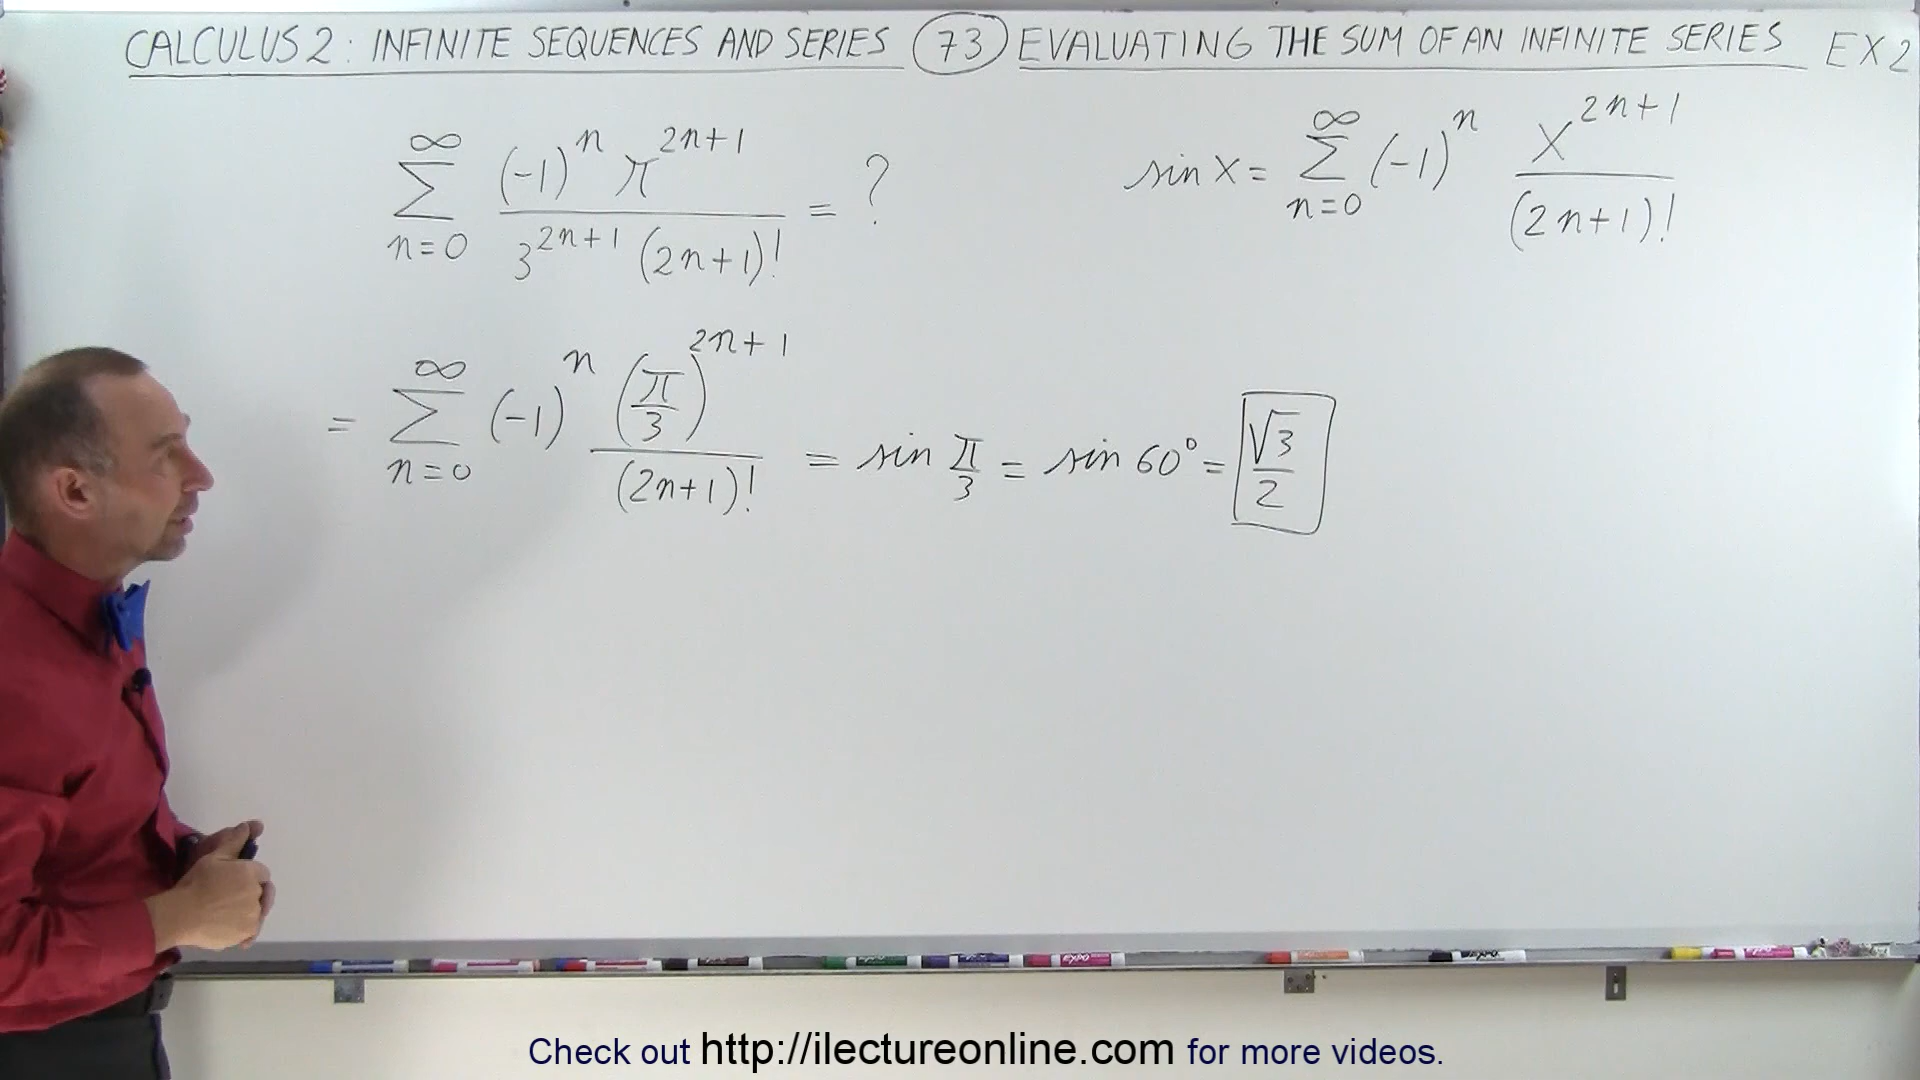 CALCULUS 2: INFINITE SEQUENCES AND SERIES 73 EVALUATING THE SUM OF AN INFINITE SERIES EX 2
∞∑n=0 (-1)^n π^(2n+1) / 3^(2n+1) (2n+1)! = ?
sin x = ∞∑n=0 (-1)^n x^(2n+1) / (2n+1)!
= ∞∑n=0 (-1)^n (π/3)^(2n+1) / (2n+1)! = sin π/3 = sin 60° = √3/2
EXPO
Check out http://ilectureonline.com for more videos.